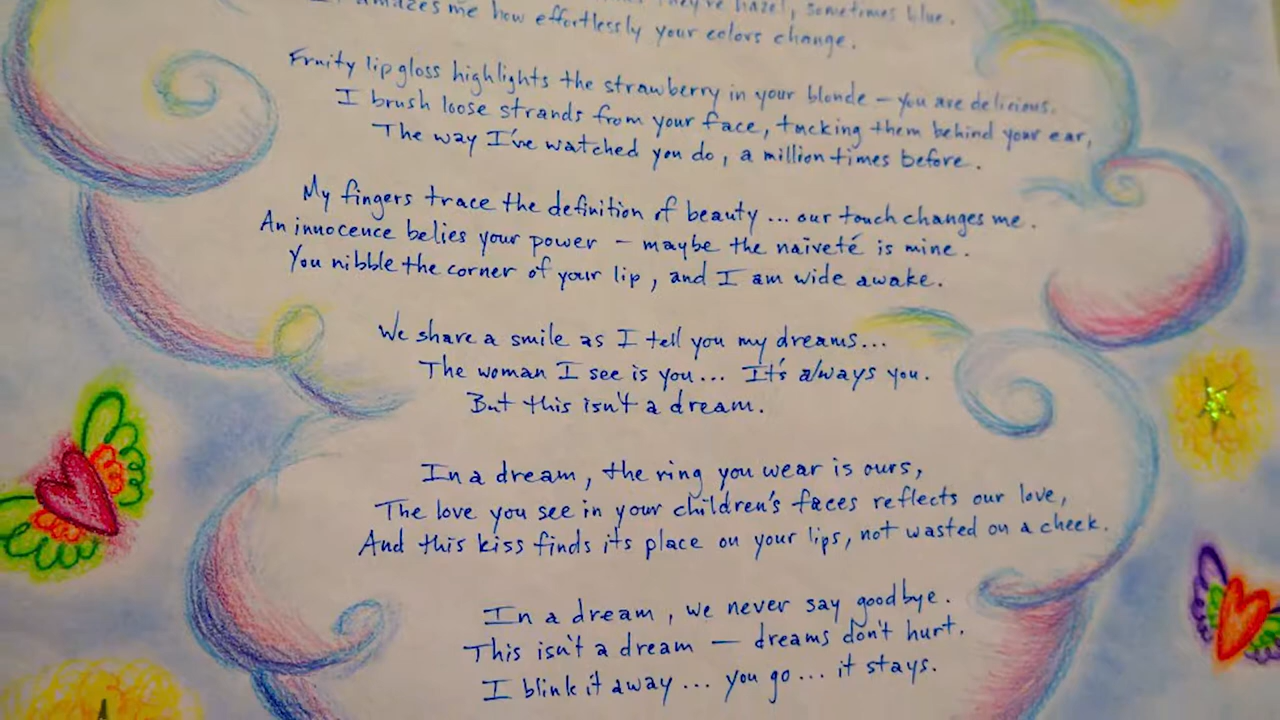 they're hazel, sometimes blue.
It amazes me how effortlessly your colors change.
Fruity lip gloss highlights the strawberry in your blonde – you are delicious.
I brush loose strands from your face, tucking them behind your ear,
The way I've watched you do, a million times before.
My fingers trace the definition of beauty ... our touch changes me.
An innocence belies your power – maybe the naiveté is mine.
You nibble the corner of your lip, and I am wide awake.
We share a smile as I tell you my dreams...
The woman I see is you... It's always you.
But this isn't a dream.
In a dream, the ring you wear is ours,
The love you see in your children's faces reflects our love,
And this kiss finds its place on your lips, not wasted on a cheek.
In a dream, we never say goodbye.
This isn't a dream – dreams don't hurt.
I blink it away ... you go... it stays.